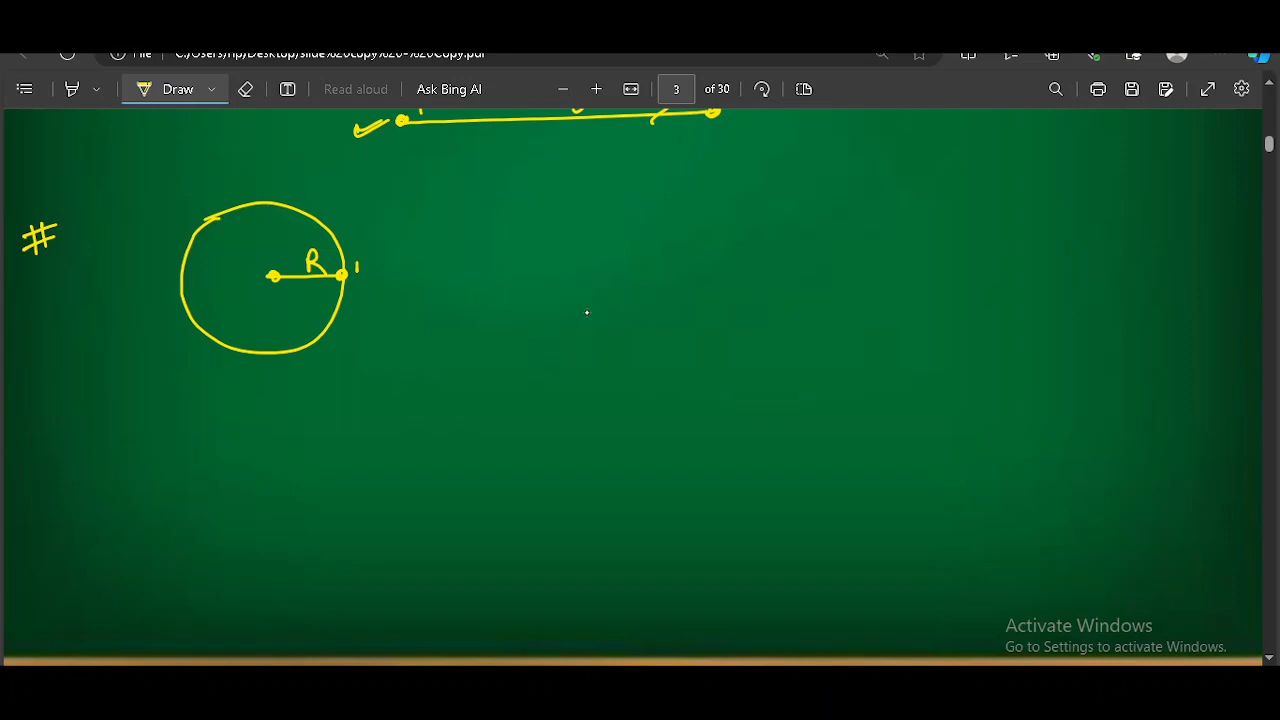 File C:/Users/hp/Desktop/slide%20copy%20-%20Copy.pdf
Draw Read aloud Ask Bing AI 3 of 30
#
R
1
Activate Windows
Go to Settings to activate Windows.